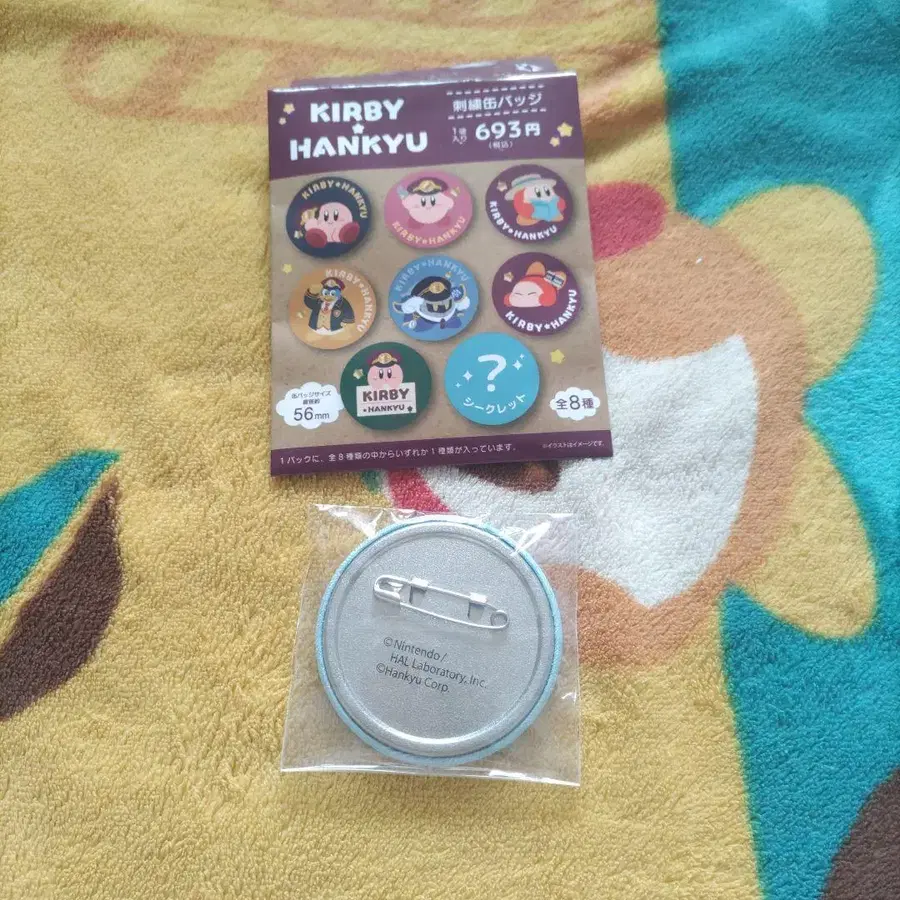 KIRBY
HANKYU
刺繍缶バッジ
1個入り 693円
(税込)
KIRBY★HANKYU
KIRBY★HANKYU
KIRBY★HANKYU
KIRBY★HANKYU
KIRBY★HANKYU
KIRBY★HANKYU
KIRBY
★HANKYU
?
シークレット
缶バッジサイズ
直径約
56mm
全8種
1パックに、全8種類の中からいずれか1種類が入っています。
※イラストはイメージです。
©Nintendo /
HAL Laboratory, Inc.
©Hankyu Corp.